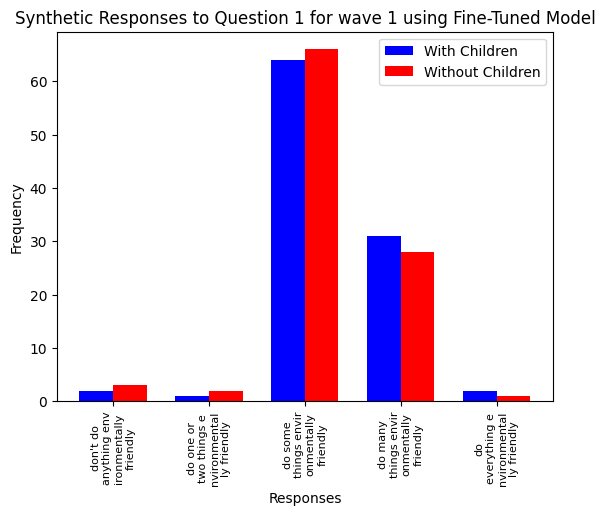 Synthetic Responses to Question 1 for wave 1 using Fine-Tuned Model
With Children
Without Children
Frequency
60
50
40
30
20
10
0
don't do
anything env
ironmentally
friendly
do one or
two things e
nvironmental
ly friendly
do some
things envir
onmentally
friendly
do many
things envir
onmentally
friendly
do
everything e
nvironmental
ly friendly
Responses